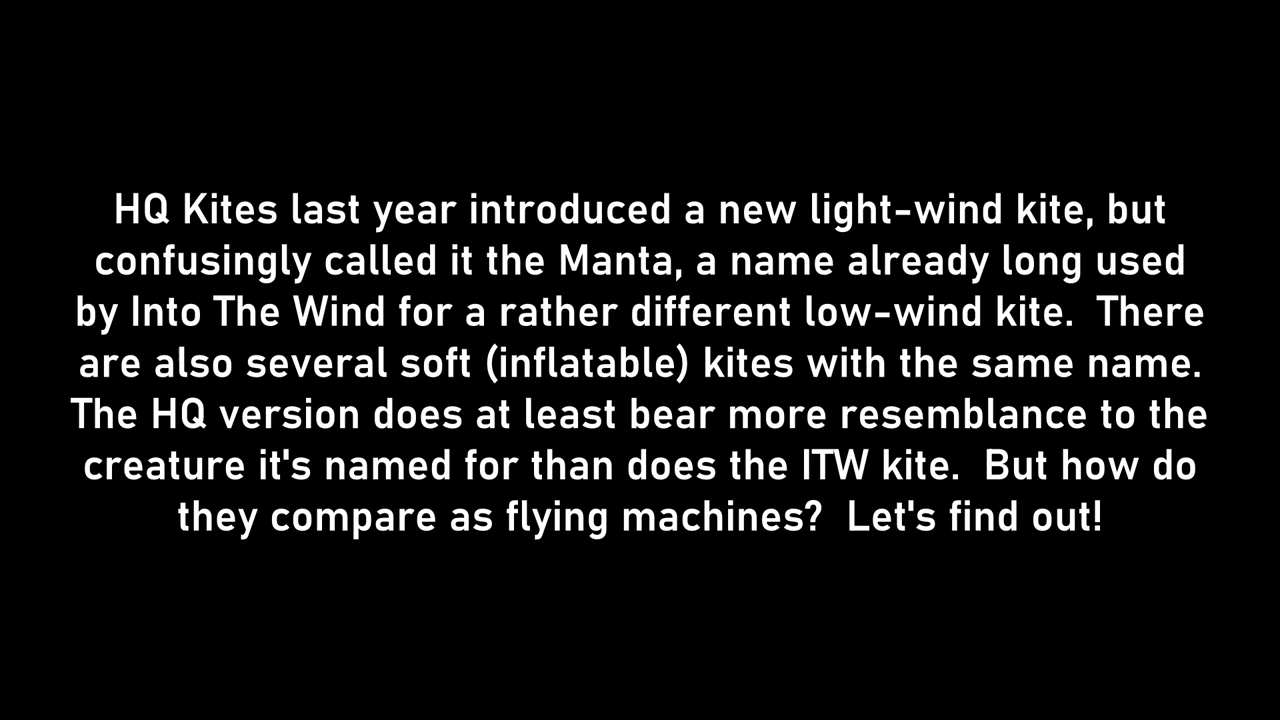 HQ Kites last year introduced a new light-wind kite, but
confusingly called it the Manta, a name already long used
by Into The Wind for a rather different low-wind kite.  There
are also several soft (inflatable) kites with the same name.
The HQ version does at least bear more resemblance to the
creature it's named for than does the ITW kite.  But how do
they compare as flying machines?  Let's find out!